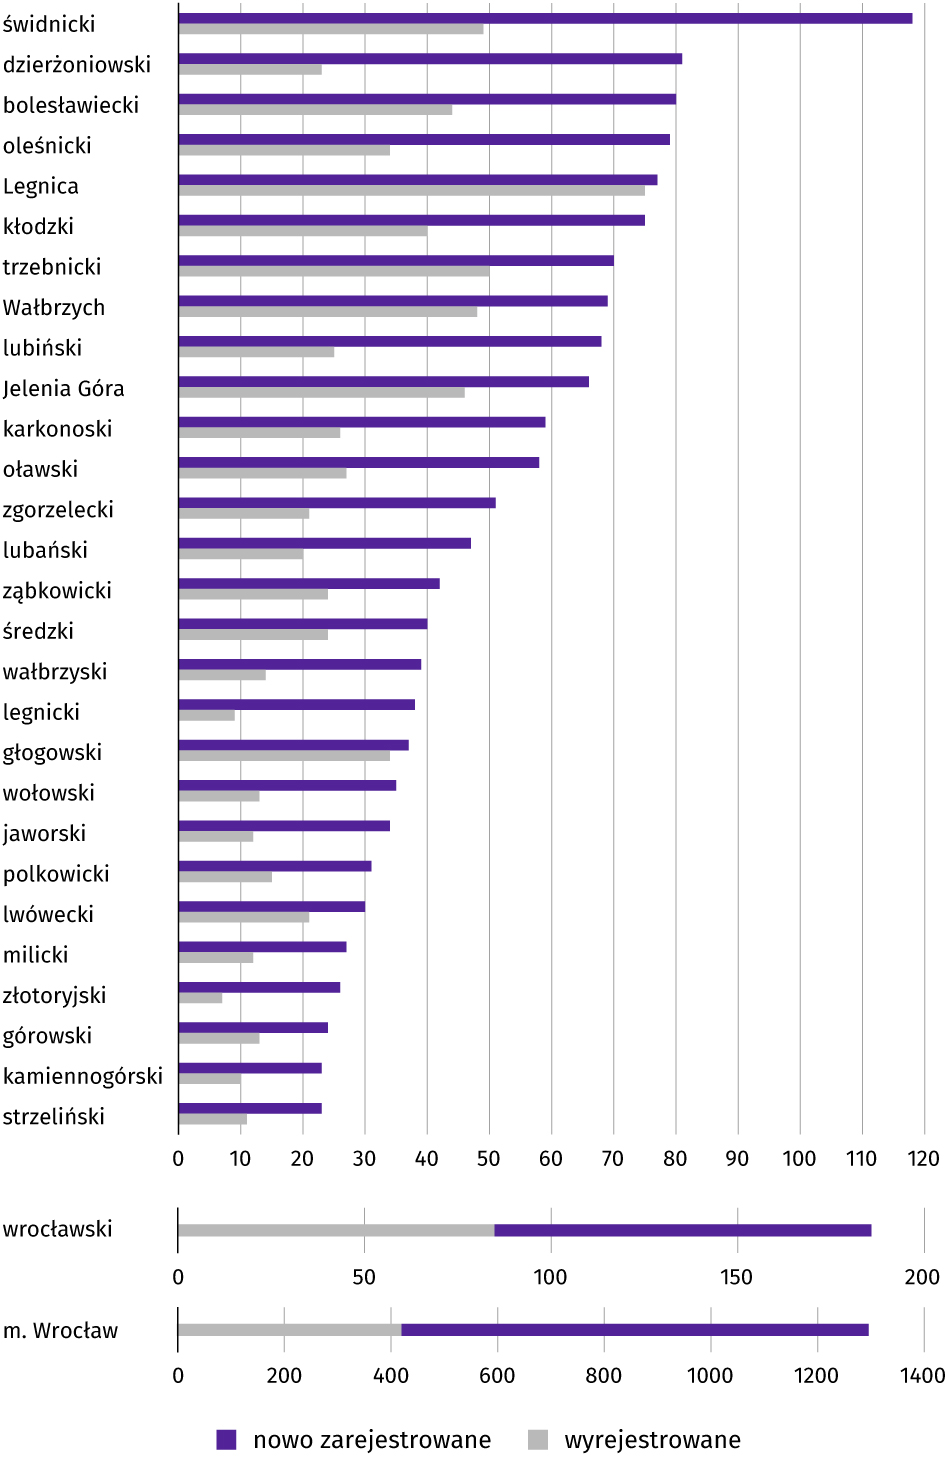 świdnicki
dzierżoniowski
bolesławiecki
oleśnicki
Legnica
kłodzki
trzebnicki
Wałbrzych
lubiński
Jelenia Góra
karkonoski
oławski
zgorzelecki
lubański
ząbkowicki
średzki
wałbrzyski
legnicki
głogowski
wołowski
jaworski
polkowicki
lwówecki
milicki
złotoryjski
górowski
kamiennogórski
strzeliński
0 10 20 30 40 50 60 70 80 90 100 110 120
wrocławski
0 50 100 150 200
m. Wrocław
0 200 400 600 800 1000 1200 1400
nowo zarejestrowane wyrejestrowane